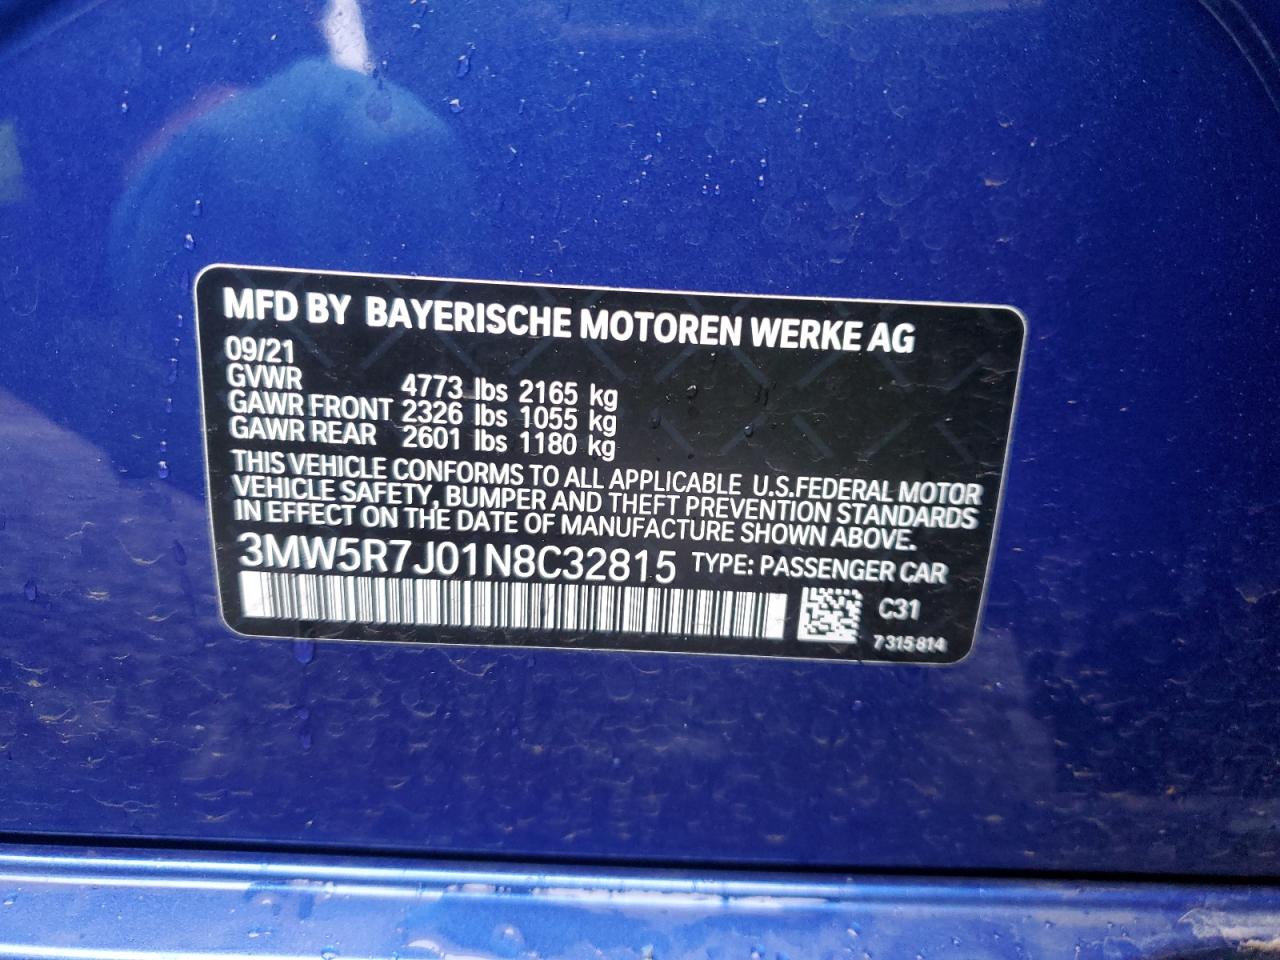 MFD BY BAYERISCHE MOTOREN WERKE AG
09/21
GVWR 4773 lbs 2165 kg
GAWR FRONT 2326 lbs 1055 kg
GAWR REAR 2601 lbs 1180 kg
THIS VEHICLE CONFORMS TO ALL APPLICABLE U.S.FEDERAL MOTOR
VEHICLE SAFETY, BUMPER AND THEFT PREVENTION STANDARDS
IN EFFECT ON THE DATE OF MANUFACTURE SHOWN ABOVE.
3MW5R7J01N8C32815 TYPE: PASSENGER CAR
C31
7315814